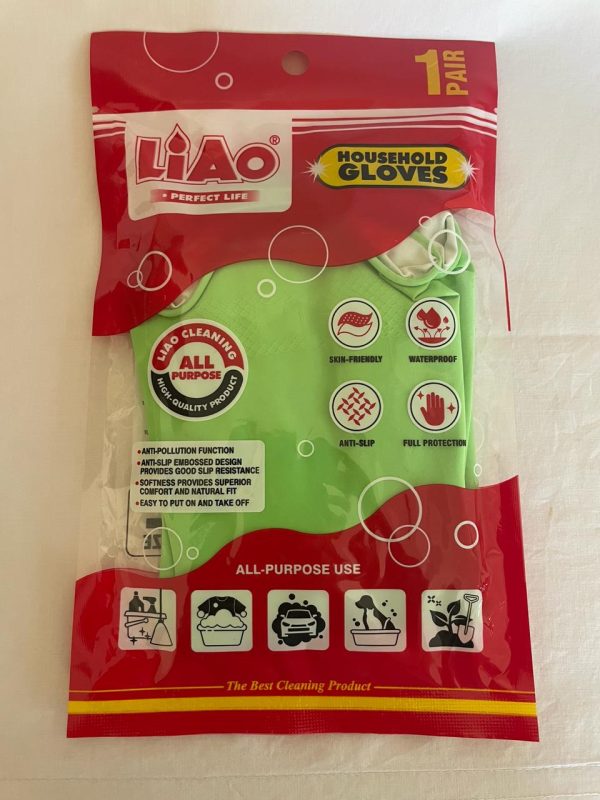 1 PAIR
LiAO®
• PERFECT LIFE
HOUSEHOLD
GLOVES
LIAO CLEANING
ALL
PURPOSE
HIGH-QUALITY PRODUCT
SKIN-FRIENDLY
WATERPROOF
ANTI-SLIP
FULL PROTECTION
• ANTI-POLLUTION FUNCTION
• ANTI-SLIP EMBOSSED DESIGN
PROVIDES GOOD SLIP RESISTANCE
• SOFTNESS PROVIDES SUPERIOR
COMFORT AND NATURAL FIT
• EASY TO PUT ON AND TAKE OFF
ALL-PURPOSE USE
The Best Cleaning Product